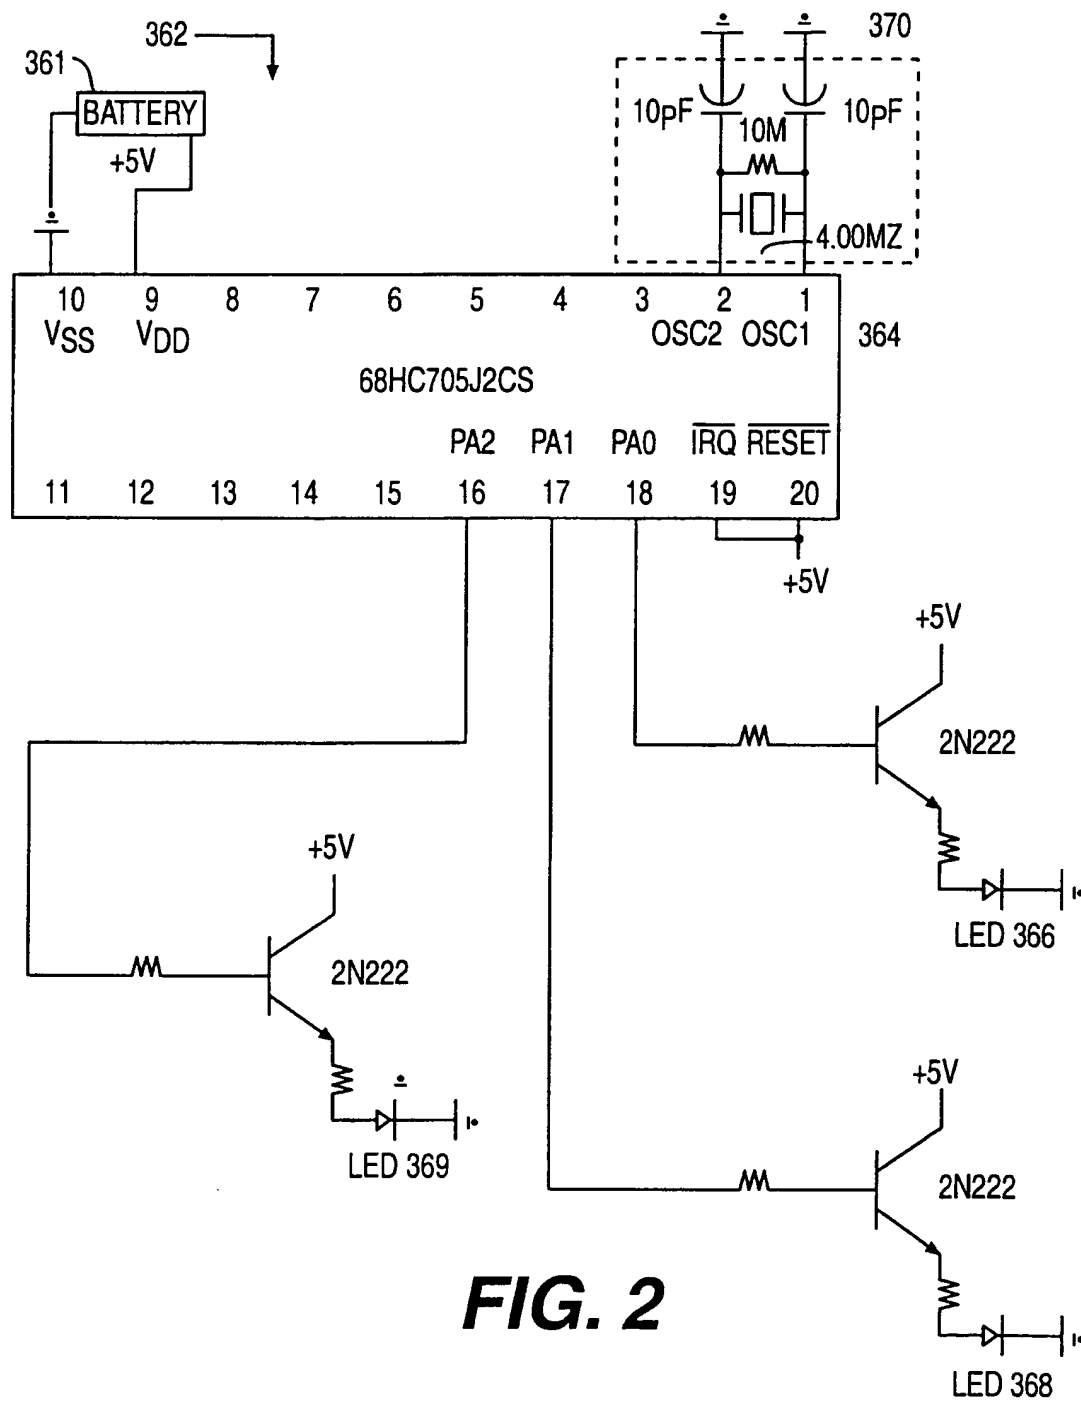 362
370
361
BATTERY
+5V
10pF
10pF
10M
4.00MZ
10 9 8 7 6 5 4 3 2 1
VSS VDD OSC2 OSC1
364
68HC705J2CS
PA2 PA1 PA0 IRQ RESET
11 12 13 14 15 16 17 18 19 20
+5V
+5V
2N222
LED 366
+5V
2N222
LED 369
+5V
2N222
LED 368
FIG. 2